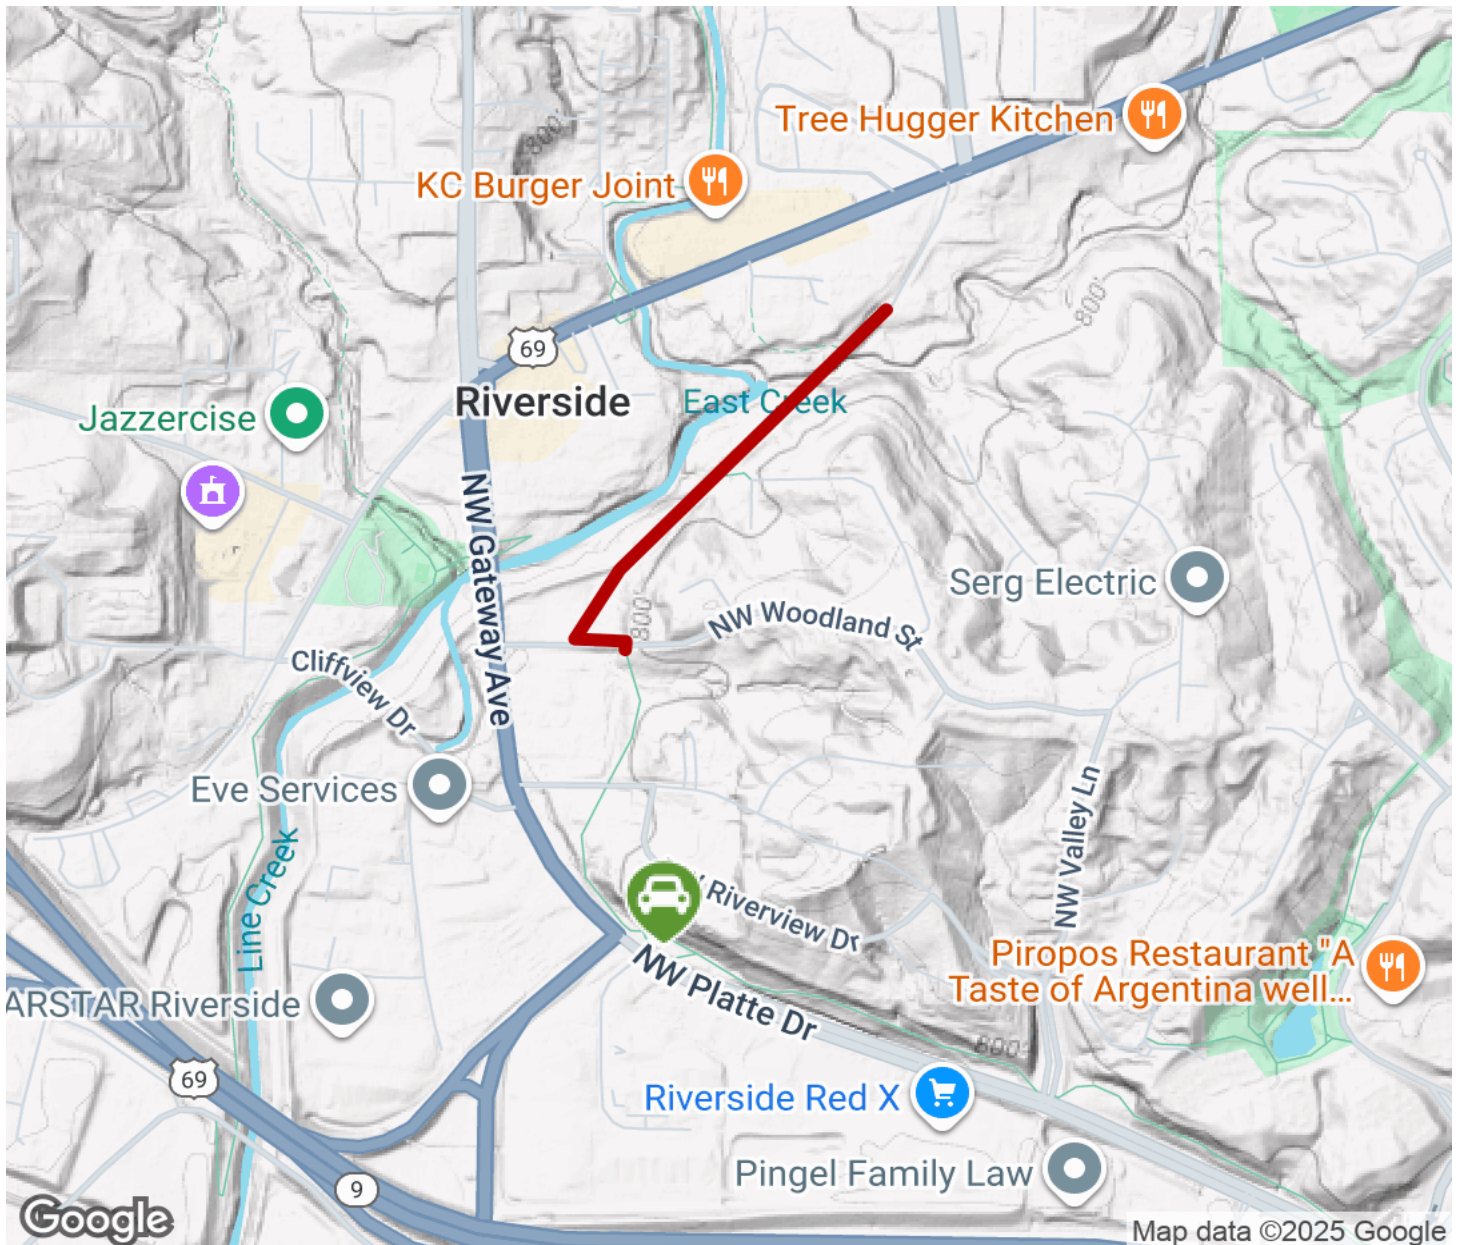 800'
Tree Hugger Kitchen
KC Burger Joint
800'
69
Riverside
East Creek
Jazzercise
NW Gateway Ave
Serg Electric
800'
NW Woodland St
Cliffview Dr
Eve Services
NW Valley Ln
Line Creek
Riverview Dr
NW Platte Dr
Piropos Restaurant "A
Taste of Argentina well...
ARSTAR Riverside
800
69
Riverside Red X
Pingel Family Law
9
Google
Map data ©2025 Google